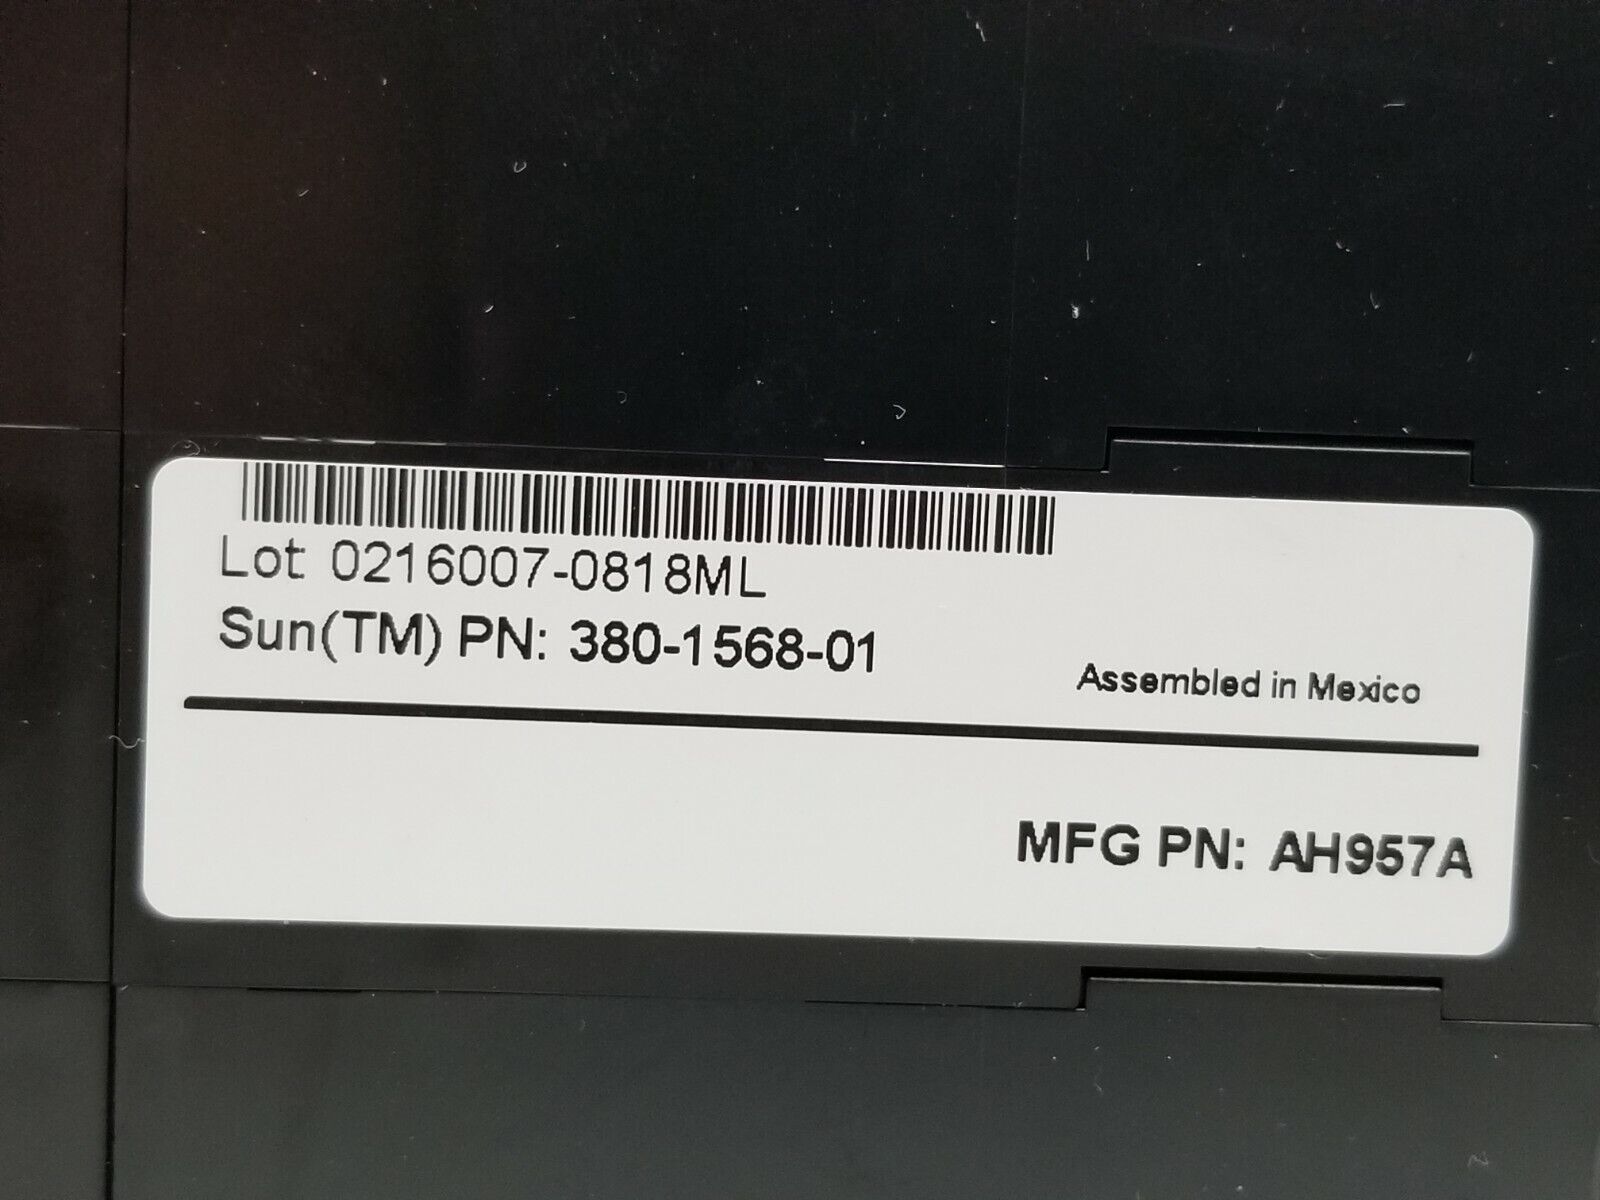 Lot: 0216007-0818ML
Sun(TM) PN: 380-1568-01
Assembled in Mexico
MFG PN: AH957A